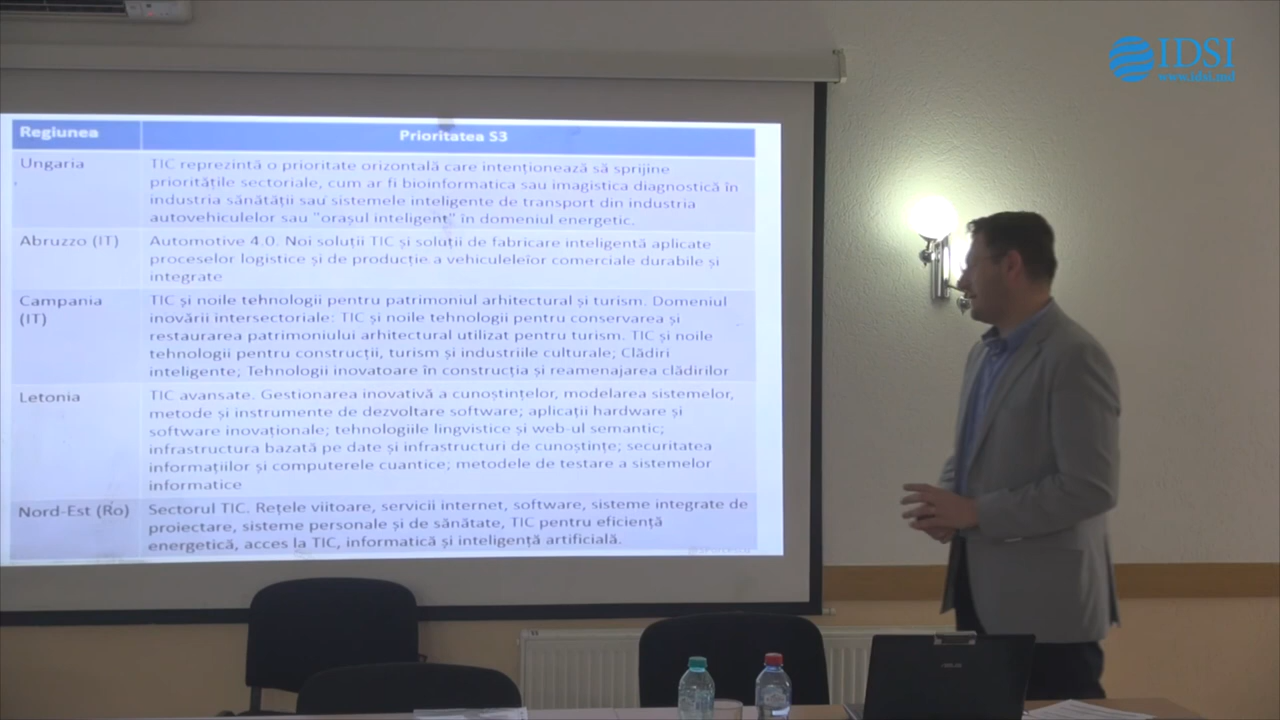 IDSI
www.idsi.md
Regiunea
Prioritatea S3
Ungaria
TIC reprezintă o prioritate orizontală care intenționează să sprijine
prioritățile sectoriale, cum ar fi bioinformatica sau imagistica diagnostică în
industria sănătății sau sistemele inteligente de transport din industria
autovehiculelor sau "orașul inteligent" în domeniul energetic.
Abruzzo (IT)
Automotive 4.0. Noi soluții TIC și soluții de fabricare inteligentă aplicate
proceselor logistice și de producție a vehiculeleîor comerciale durabile și
integrate
Campania
(IT)
TIC și noile tehnologii pentru patrimoniul arhitectural și turism. Domeniul
inovării intersectoriale: TIC și noile tehnologii pentru conservarea și
restaurarea patrimoniului arhitectural utilizat pentru turism. TIC și noile
tehnologii pentru construcții, turism și industriile culturale; Clădiri
inteligente; Tehnologii inovatoare în construcția și reamenajarea clădirilor
Letonia
TIC avansate. Gestionarea inovativă a cunoștințelor, modelarea sistemelor,
metode și instrumente de dezvoltare software; aplicații hardware și
software inovaționale; tehnologiile lingvistice și web-ul semantic;
infrastructura bazată pe date și infrastructuri de cunoștințe; securitatea
informațiilor și computerele cuantice; metodele de testare a sistemelor
informatice
Nord-Est (Ro)
Sectorul TIC. Rețele viitoare, servicii internet, software, sisteme integrate de
proiectare, sisteme personale și de sănătate, TIC pentru eficiență
energetică, acces la TIC, informatică și inteligență artificială.